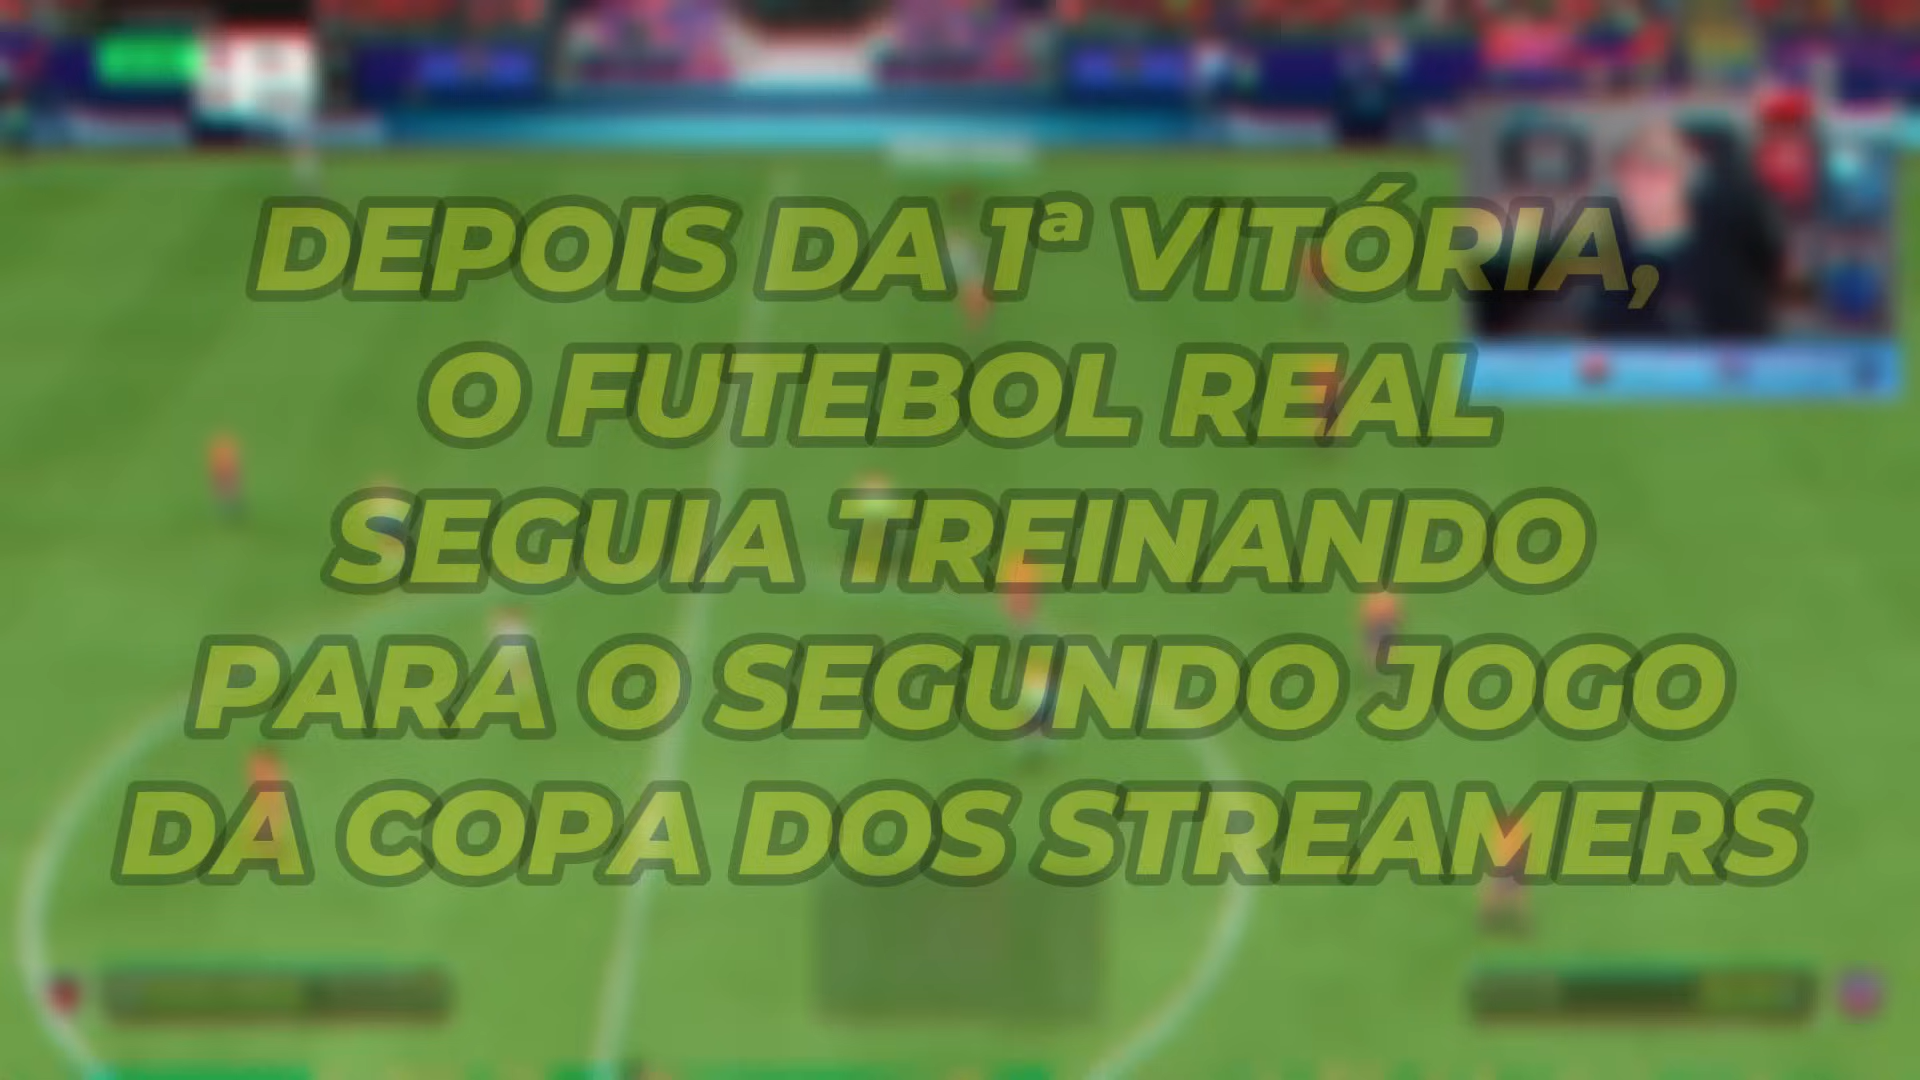 DEPOIS DA 1ª VITÓRIA,
O FUTEBOL REAL
SEGUIA TREINANDO
PARA O SEGUNDO JOGO
DA COPA DOS STREAMERS